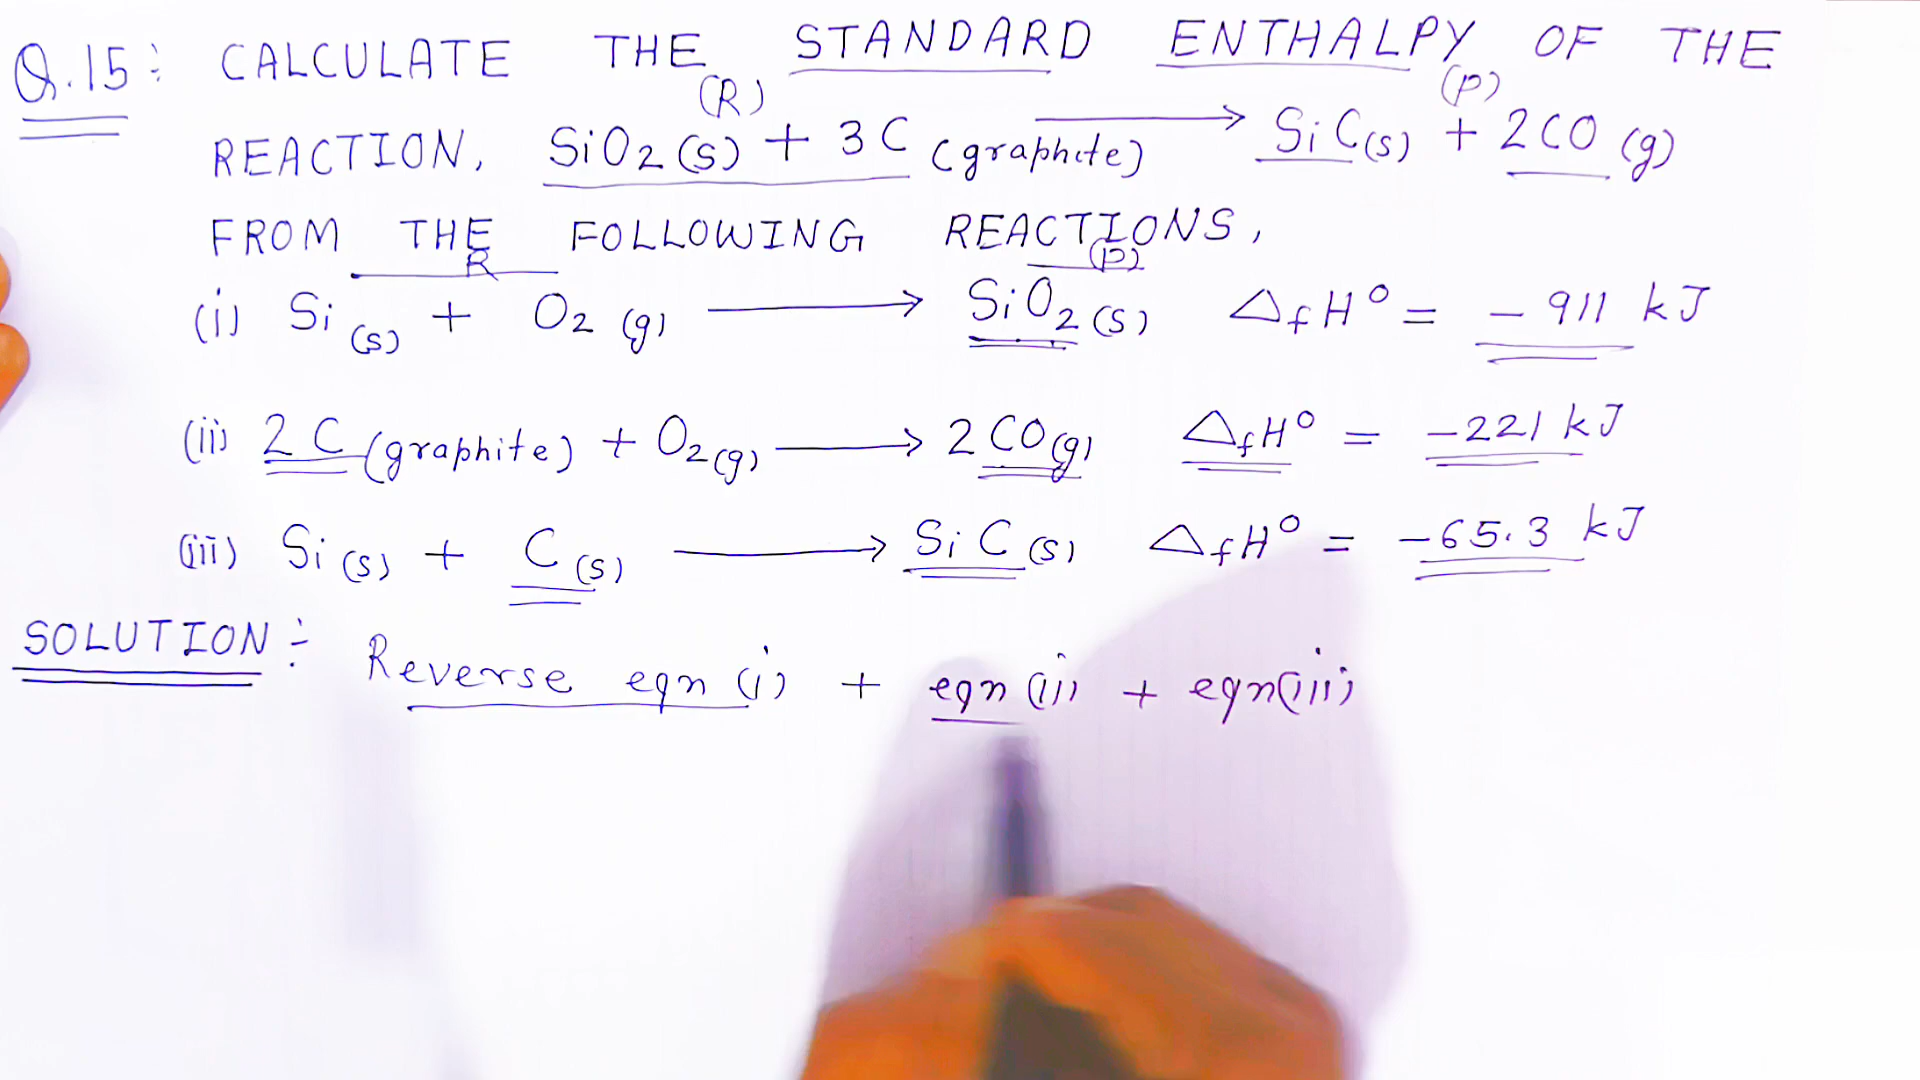 Q.15: CALCULATE THE STANDARD ENTHALPY OF THE
(R) (P)
REACTION, SiO2(s) + 3C (graphite) → SiC(s) + 2CO (g)
FROM THE FOLLOWING REACTIONS,
R (P)
(i) Si (s) + O2 (g) → SiO2 (s) ΔfH° = -911 kJ
(ii) 2C (graphite) + O2(g) → 2CO(g) ΔfH° = -221 kJ
(iii) Si(s) + C(s) → SiC(s) ΔfH° = -65.3 kJ
SOLUTION:- Reverse eqn (i) + eqn (ii) + eqn(iii)